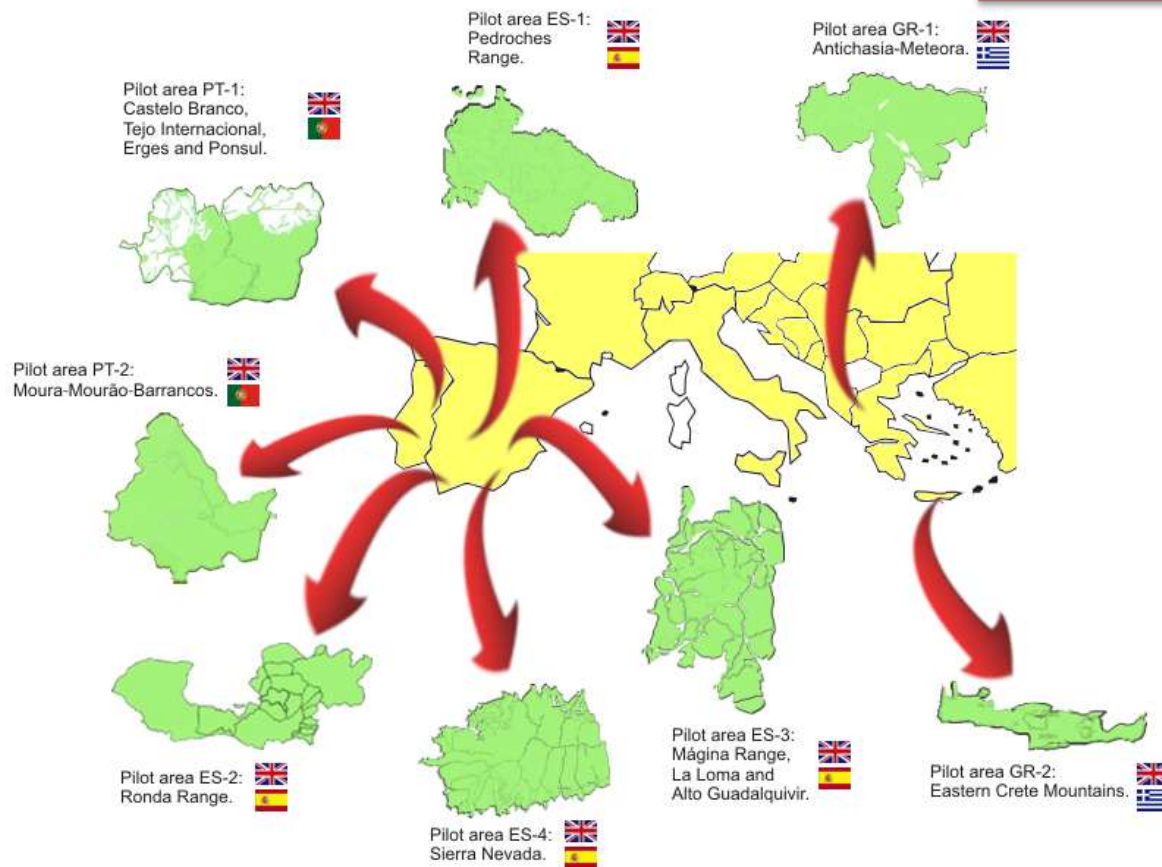 Pilot area ES-1:
Pedroches
Range.
Pilot area GR-1:
Antichasia-Meteora.
Pilot area PT-1:
Castelo Branco,
Tejo Internacional,
Erges and Ponsul.
Pilot area PT-2:
Moura-Mourão-Barrancos.
Pilot area ES-2:
Ronda Range.
Pilot area ES-4:
Sierra Nevada.
Pilot area ES-3:
Mágina Range,
La Loma and
Alto Guadalquivir.
Pilot area GR-2:
Eastern Crete Mountains.